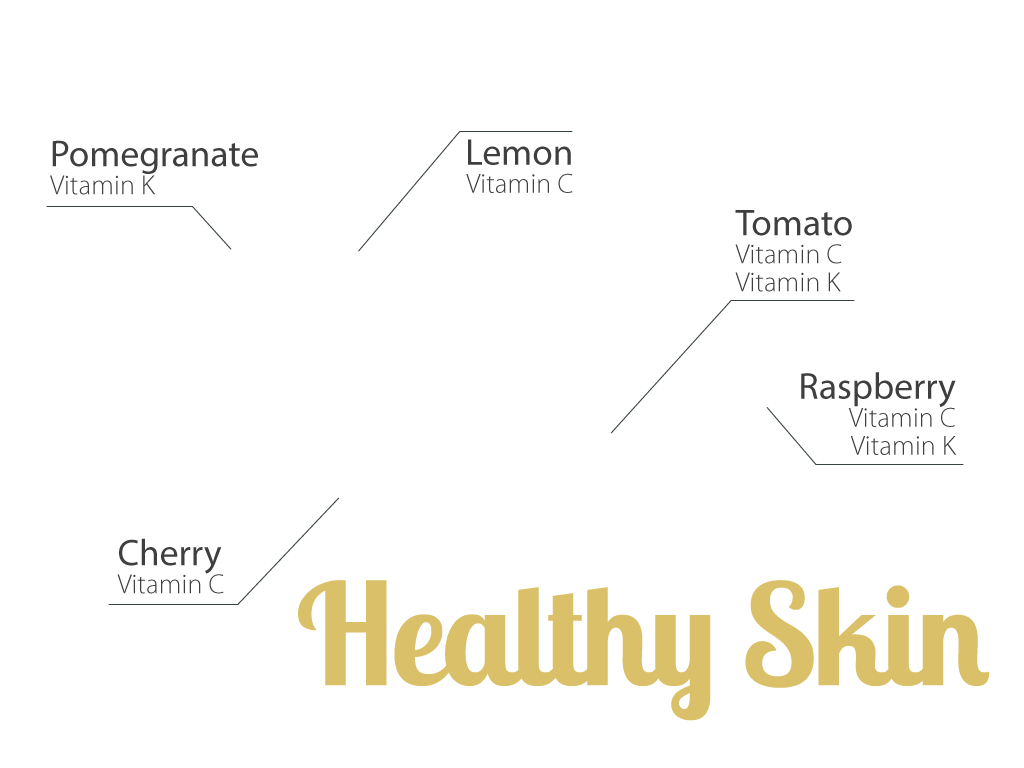 Pomegranate
Vitamin K
Lemon
Vitamin C
Tomato
Vitamin C
Vitamin K
Raspberry
Vitamin C
Vitamin K
Cherry
Vitamin C
Healthy Skin